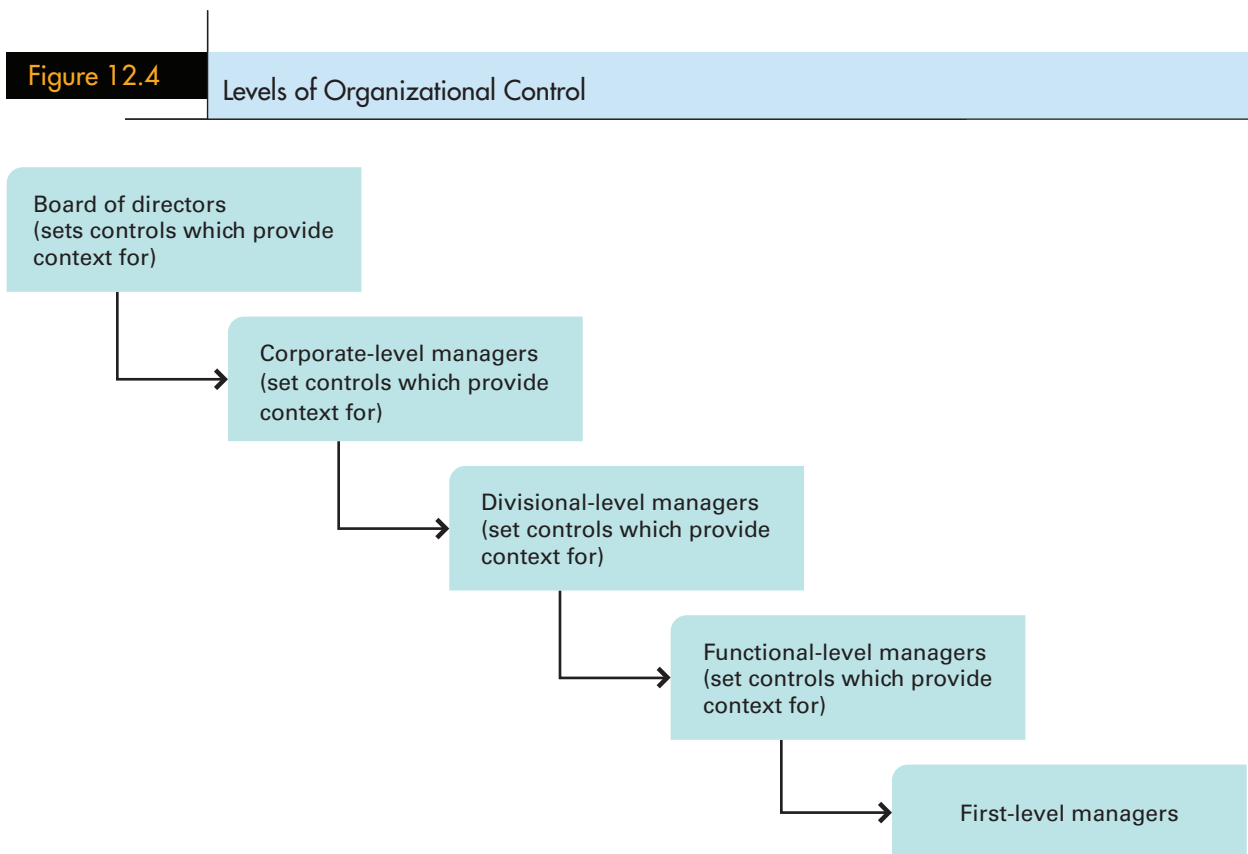 Figure 12.4
Levels of Organizational Control
Board of directors
(sets controls which provide
context for)
Corporate-level managers
(set controls which provide
context for)
Divisional-level managers
(set controls which provide
context for)
Functional-level managers
(set controls which provide
context for)
First-level managers